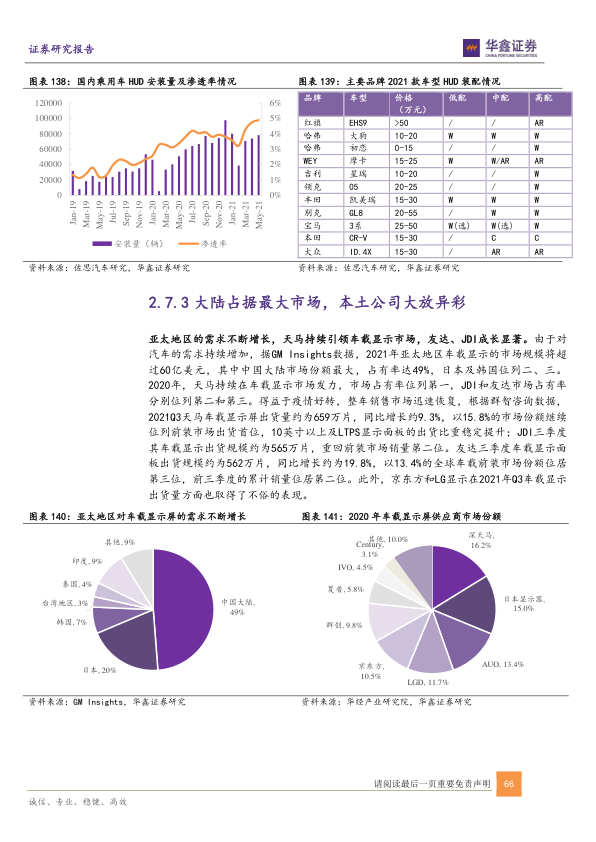 证券研究报告
华鑫证券
CHINA FORTUNE SECURITIES
图表 138：国内乘用车 HUD 安装量及渗透率情况
120000
100000
80000
60000
40000
20000
0
6%
5%
4%
3%
2%
1%
0%
Jan-19
Mar-19
May-19
Jul-19
Sep-19
Nov-19
Jan-20
Mar-20
May-20
Jul-20
Sep-20
Nov-20
Jan-21
Mar-21
May-21
安装量（辆） 渗透率
资料来源：佐思汽车研究，华鑫证券研究
图表 139：主要品牌 2021 款车型 HUD 装配情况
品牌 车型 价格（万元） 低配 中配 高配
红旗 EHS9 >50 / / AR
哈弗 大狗 10-20 W W W
哈弗 初恋 0-15 / / W
WEY 摩卡 15-25 W W/AR AR
吉利 星瑞 10-20 / / W
领克 05 20-25 / / W
丰田 凯美瑞 15-30 W W W
别克 GL8 20-55 / W W
宝马 3系 25-50 W(选) W(选) W
本田 CR-V 15-30 / C C
大众 ID.4X 15-30 AR AR
资料来源：佐思汽车研究，华鑫证券研究
2.7.3 大陆占据最大市场，本土公司大放异彩
亚太地区的需求不断增长，天马持续引领车载显示市场，友达、JDI成长显著。由于对
汽车的需求持续增加，据GM Insights数据，2021年亚太地区车载显示的市场规模将超
过60亿美元，其中中国大陆市场份额最大，占有率达49%，日本及韩国位列二、三。
2020年，天马持续在车载显示市场发力，市场占有率位列第一，JDI和友达市场占有率
分别位列第二和第三。得益于疫情好转，整车销售市场迅速恢复，根据群智咨询数据，
2021Q3天马车载显示屏出货量约为659万片，同比增长约9.3%，以15.8%的市场份额继续
位列前装市场出货首位，10英寸以上及LTPS显示面板的出货比重稳定提升；JDI三季度
其车载显示出货规模约为565万片，重回前装市场销量第二位。友达三季度车载显示面
板出货规模约为562万片，同比增长约为19.8%，以13.4%的全球车载前装市场份额位居
第三位，前三季度的累计销量位居第二位。此外，京东方和LG显示在2021年Q3车载显示
出货量方面也取得了不俗的表现。
图表 140：亚太地区对车载显示屏的需求不断增长
其他, 9%
印度, 9%
泰国, 4%
台湾地区, 3%
韩国, 7%
日本, 20%
中国大陆,
49%
资料来源：GM Insights，华鑫证券研究
图表 141：2020 年车载显示屏供应商市场份额
其他, 10.0%
Century,
3.1%
IVO, 4.5%
夏普, 5.8%
群创, 9.8%
京东方,
10.5%
LGD, 11.7%
AUO, 13.4%
日本显示器,
15.0%
深天马,
16.2%
资料来源：华经产业研究院，华鑫证券研究
请阅读最后一页重要免责声明
66
诚信、专业、稳健、高效